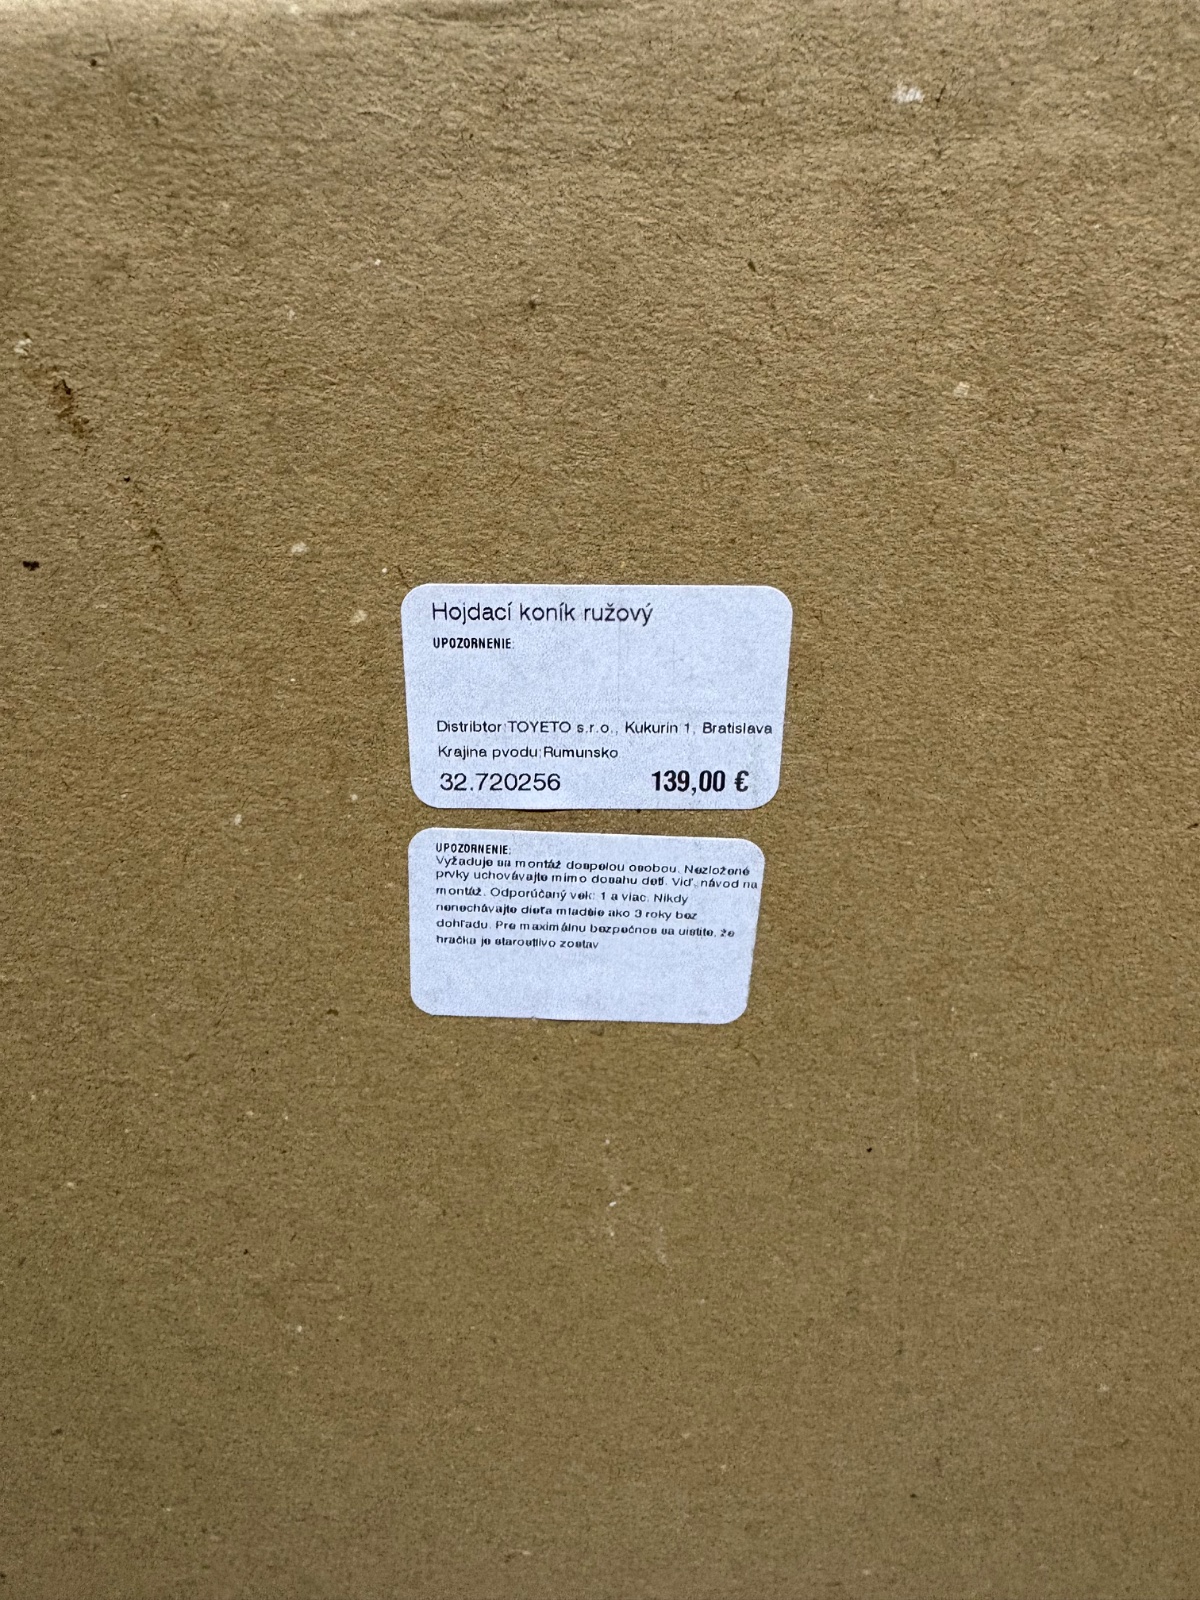 Hojdací koník ružový
UPOZORNENIE:
Distribtor:TOYETO s.r.o., Kukurin 1, Bratislava
Krajina pvodu:Rumunsko
32.720256 139,00 €
UPOZORNENIE:
Vyžaduje sa montáž dospelou osobou. Nezložené
prvky uchovávajte mimo dosahu detí. Viď. návod na
montáž. Odporúčaný vek: 1 a viac. Nikdy
nenechávajte dieťa mladšie ako 3 roky bez
dohľadu. Pre maximálnu bezpečnos sa uistite, že
hračka je starostlivo zostav